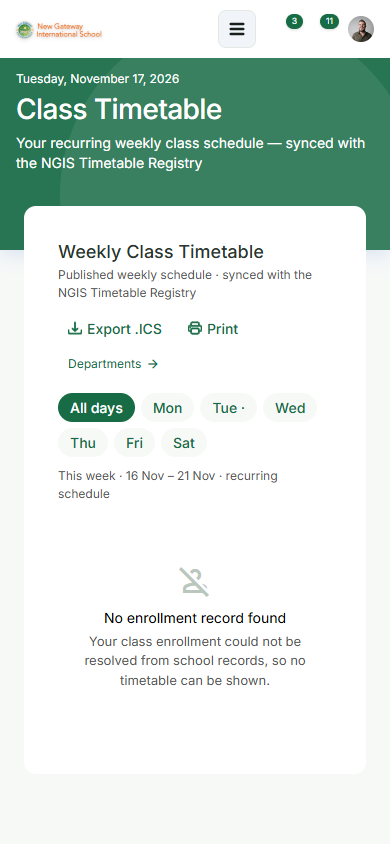 New Gateway
International School
3
11
Tuesday, November 17, 2026
Class Timetable
Your recurring weekly class schedule — synced with
the NGIS Timetable Registry
Weekly Class Timetable
Published weekly schedule · synced with the
NGIS Timetable Registry
Export .ICS
Print
Departments →
All days
Mon
Tue ·
Wed
Thu
Fri
Sat
This week · 16 Nov – 21 Nov · recurring
schedule
No enrollment record found
Your class enrollment could not be
resolved from school records, so no
timetable can be shown.